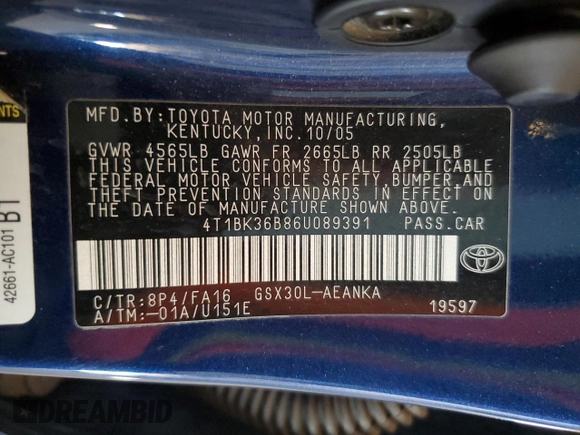 MFD.BY:TOYOTA MOTOR MANUFACTURING,
KENTUCKY,INC.10/05
GVWR 4565LB GAWR FR 2665LB RR 2505LB
THIS VEHICLE CONFORMS TO ALL APPLICABLE
FEDERAL MOTOR VEHICLE SAFETY BUMPER,AND
THEFT PREVENTION STANDARDS IN EFFECT ON
THE DATE OF MANUFACTURE SHOWN ABOVE.
4T1BK36B86U089391 PASS.CAR
C/TR:8P4/FA16 GSX30L-AEANKA
A/TM:-01A/U151E 19597
NTS
42661-AC101
B1
DREAMBID